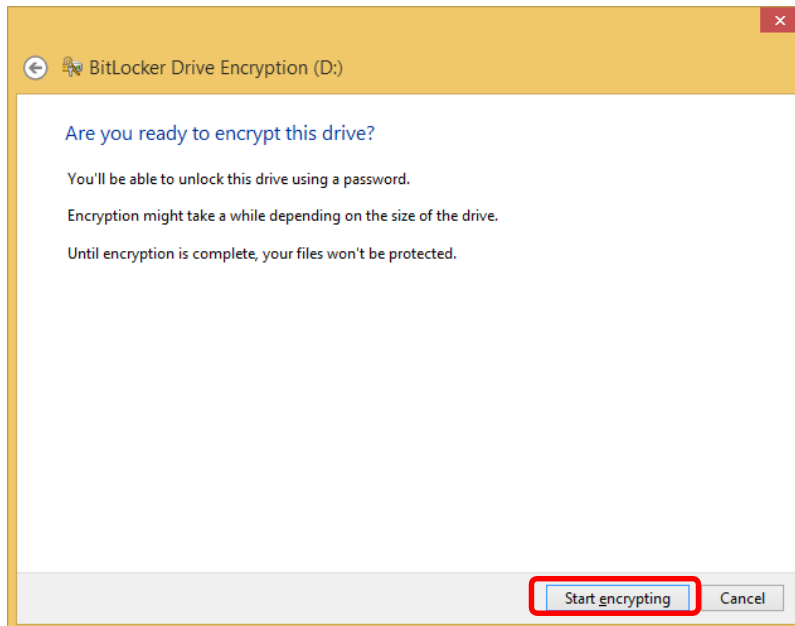 BitLocker Drive Encryption (D:)
Are you ready to encrypt this drive?
You'll be able to unlock this drive using a password.
Encryption might take a while depending on the size of the drive.
Until encryption is complete, your files won't be protected.
Start encrypting Cancel